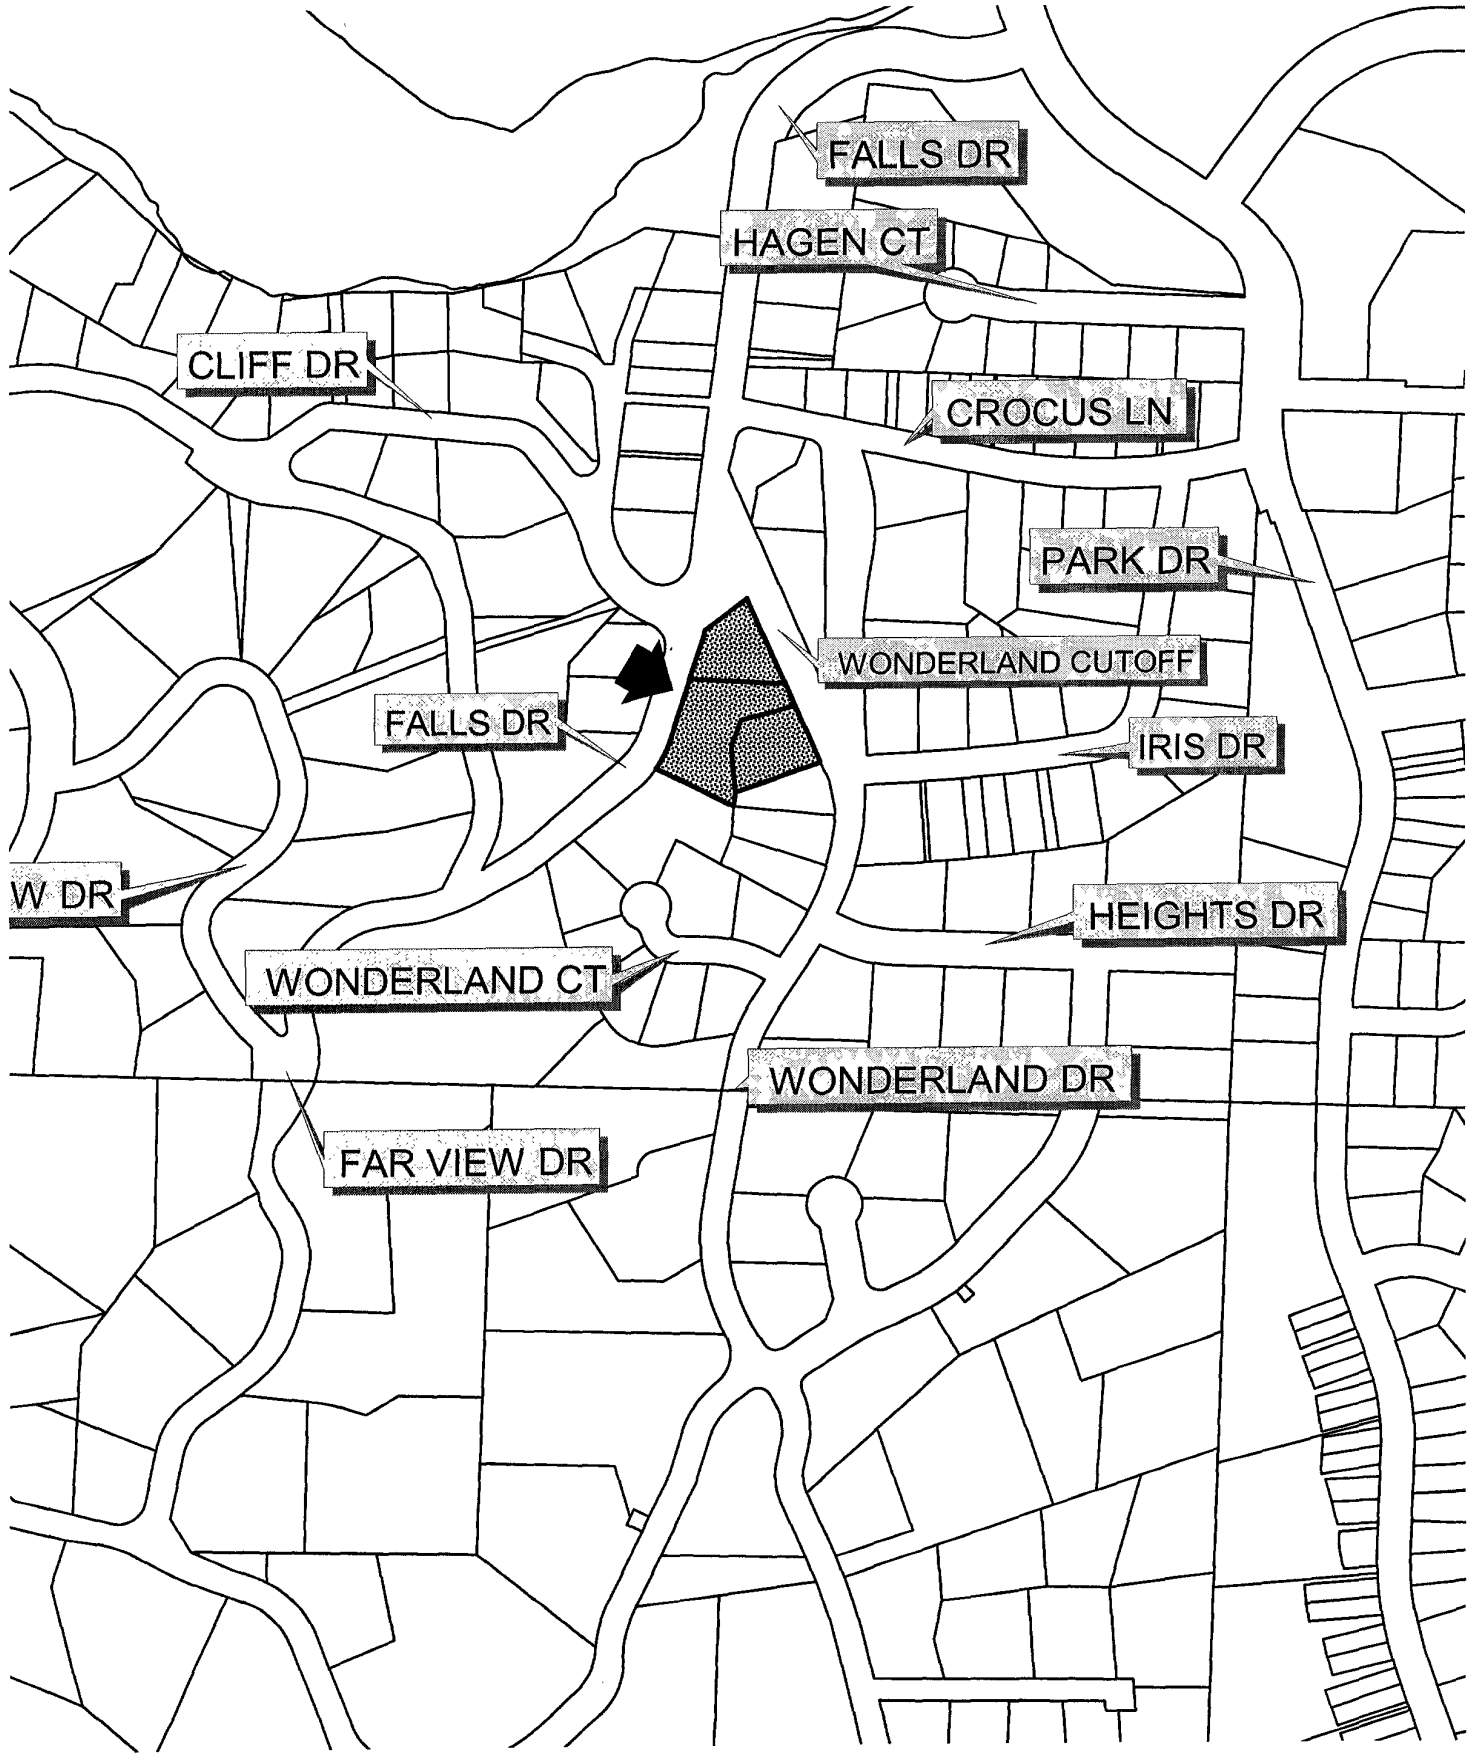 FALLS DR
HAGEN CT
CLIFF DR
CROCUS LN
PARK DR
WONDERLAND CUTOFF
FALLS DR
IRIS DR
W DR
HEIGHTS DR
WONDERLAND CT
WONDERLAND DR
FAR VIEW DR